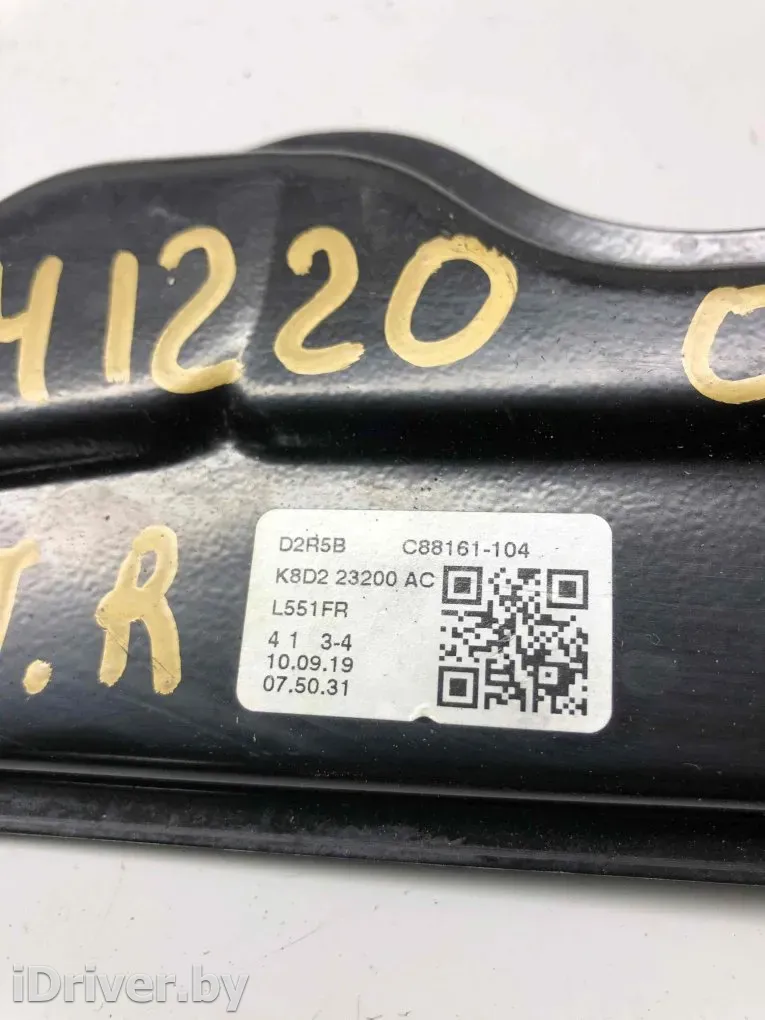 41220
D2R5B C88161-104
K8D2 23200 AC
L551FR
4 1 3-4
10.09.19
07.50.31
.R
iDriver.by